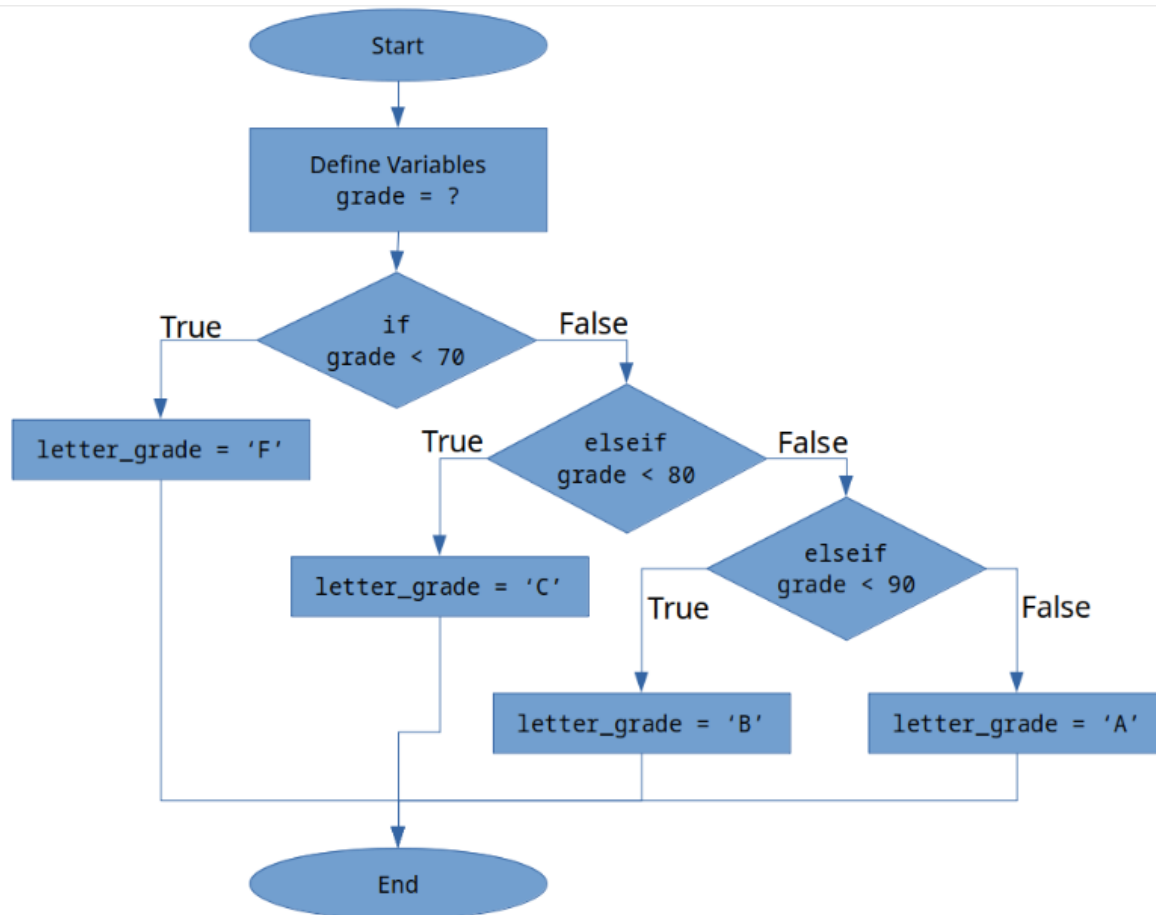 Start
Define Variables
grade = ?
if
grade < 70
True
False
letter_grade = ‘F’
elseif
grade < 80
True
False
letter_grade = ‘C’
elseif
grade < 90
True
False
letter_grade = ‘B’
letter_grade = ‘A’
End